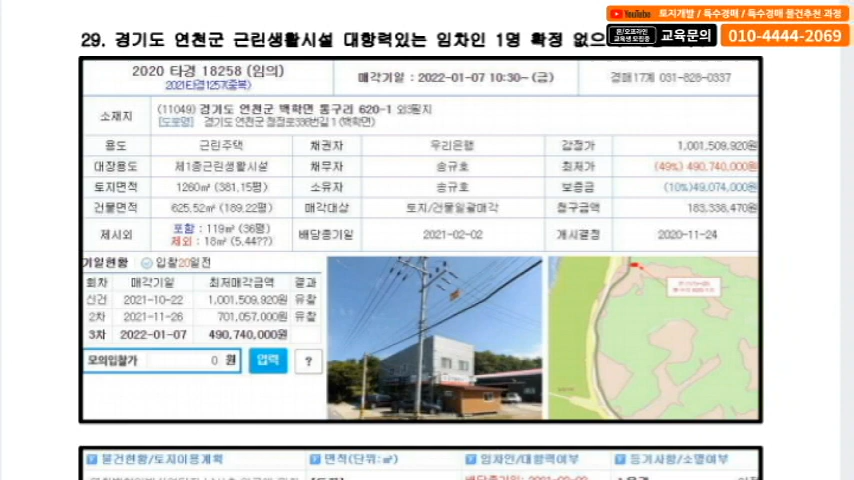 YouTube 토지개발 / 특수경매 / 특수경매 물건추천 과정
온/오프라인 교육생 모집중 교육문의 010-4444-2069
29. 경기도 연천군 근린생활시설 대항력있는 임차인 1명 확정 없으
2020 타경 18258 (임의)
2021타경1257(중복)
매각기일 : 2022-01-07 10:30~ (금)
경매17계 031-828-0337
소재지
(11049) 경기도 연천군 백학면 통구리 620-1 외3필지
[도로명] 경기도 연천군 청정로336번길 1 (백학면)
용도 근린주택 채권자 우리은행 감정가 1,001,509,920원
대장용도 제1종근린생활시설 채무자 송규호 최저가 (49%) 490,740,000원
토지면적 1260㎡ (381.15평) 소유자 송규호 보증금 (10%)49,074,000원
건물면적 625.52㎡ (189.22평) 매각대상 토지/건물일괄매각 청구금액 183,338,470원
제시외 포함 : 119㎡ (36평) 제외 : 18㎡ (5.44??) 배당종기일 2021-02-02 개시결정 2020-11-24
기일현황 입찰20일전
회차 매각기일 최저매각금액 결과
신건 2021-10-22 1,001,509,920원 유찰
2차 2021-11-26 701,057,000원 유찰
3차 2022-01-07 490,740,000원
모의입찰가 0 원 입력 ?
물건현황/토지이용계획 면적(단위:㎡) 임차인/대항력여부 등기사항/소멸여부